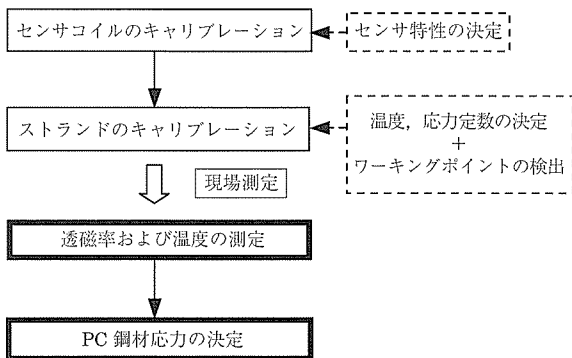 センサコイルのキャリブレーション
センサ特性の決定
ストランドのキャリブレーション
温度，応力定数の決定
+
ワーキングポイントの検出
現場測定
透磁率および温度の測定
PC 鋼材応力の決定